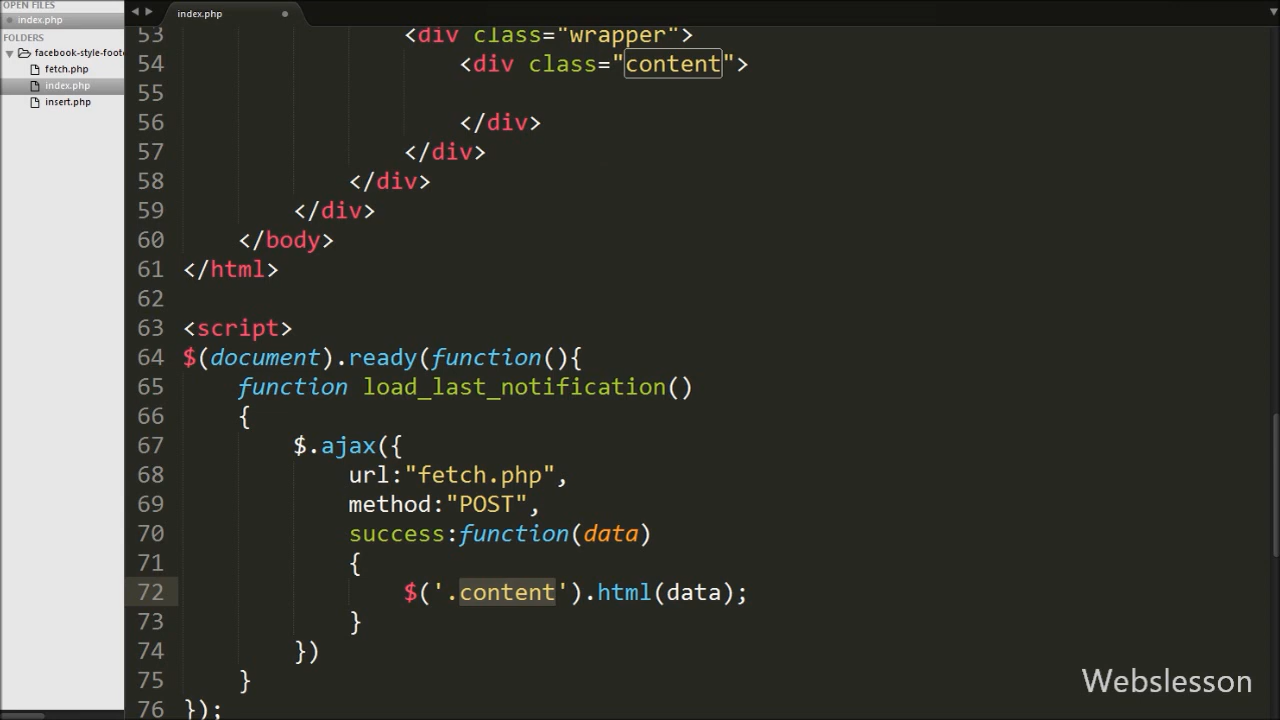 OPEN FILES
index.php
FOLDERS
facebook-style-foote
fetch.php
index.php
insert.php
index.php
53 <div class="wrapper">
54 <div class="content">
55
56 </div>
57 </div>
58 </div>
59 </div>
60 </body>
61 </html>
62
63 <script>
64 $(document).ready(function(){
65 function load_last_notification()
66 {
67 $.ajax({
68 url:"fetch.php",
69 method:"POST",
70 success:function(data)
71 {
72 $('.content').html(data);
73 }
74 })
75 }
76 });
Webslesson